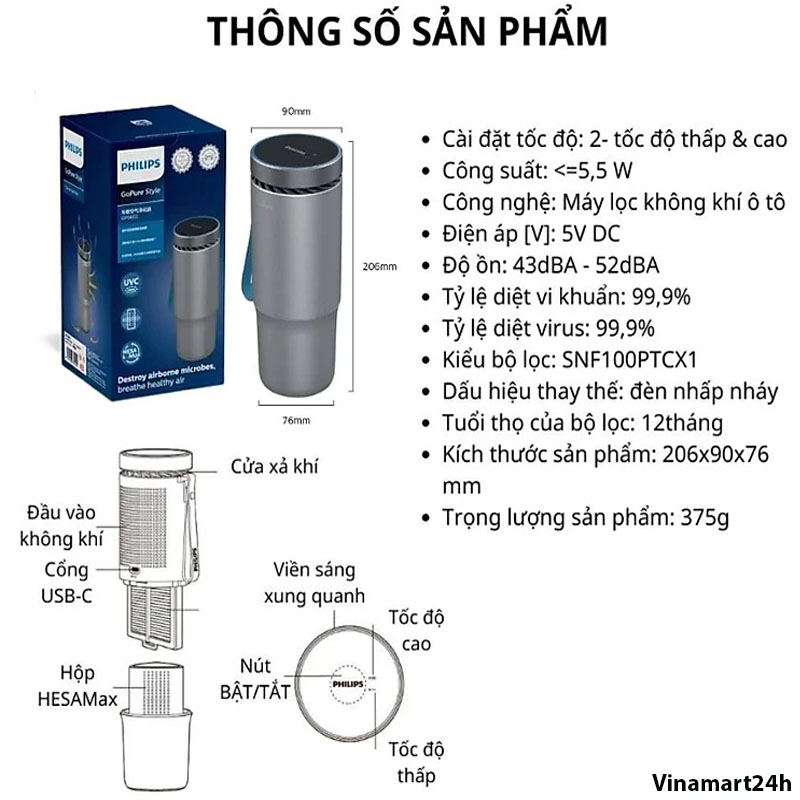 THÔNG SỐ SẢN PHẨM
90mm
206mm
76mm
PHILIPS
PHILIPS
GoPure Style
UVC
HESA
Max
Destroy airborne microbes,
breathe healthy air
PHILIPS
• Cài đặt tốc độ: 2- tốc độ thấp & cao
• Công suất: <=5,5 W
• Công nghệ: Máy lọc không khí ô tô
• Điện áp [V]: 5V DC
• Độ ồn: 43dBA - 52dBA
• Tỷ lệ diệt vi khuẩn: 99,9%
• Tỷ lệ diệt virus: 99,9%
• Kiểu bộ lọc: SNF100PTCX1
• Dấu hiệu thay thế: đèn nhấp nháy
• Tuổi thọ của bộ lọc: 12tháng
• Kích thước sản phẩm: 206x90x76
mm
• Trọng lượng sản phẩm: 375g
Cửa xả khí
Đầu vào
không khí
Cổng
USB-C
PHILIPS
Hộp
HESAMax
Viền sáng
xung quanh
Tốc độ
cao
Nút
BẬT/TẮT
PHILIPS
Tốc độ
thấp
Vinamart24h